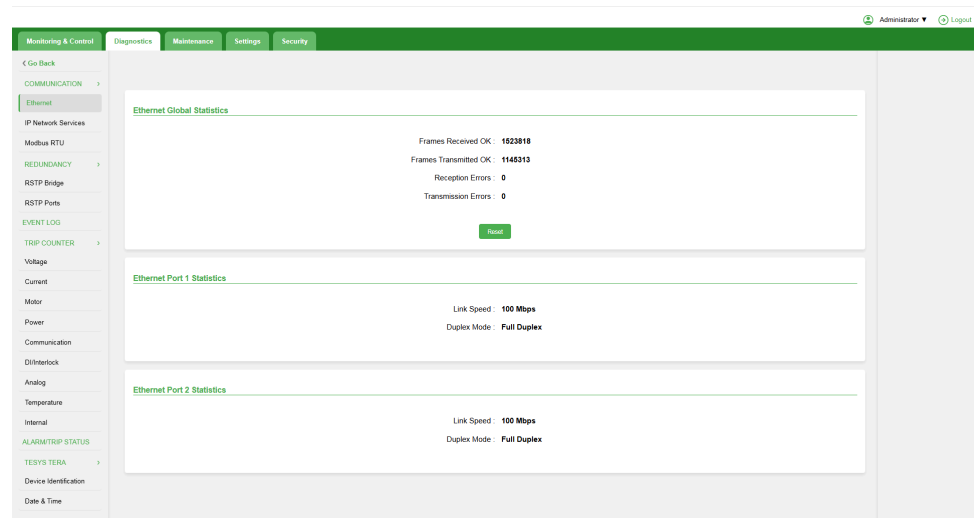 Administrator ▼ Logout
Monitoring & Control Diagnostics Maintenance Settings Security
Go Back
COMMUNICATION
Ethernet
IP Network Services
Modbus RTU
REDUNDANCY
RSTP Bridge
RSTP Ports
EVENT LOG
TRIP COUNTER
Voltage
Current
Motor
Power
Communication
DI/Interlock
Analog
Temperature
Internal
ALARM/TRIP STATUS
TESYS TERA
Device Identification
Date & Time
Ethernet Global Statistics
Frames Received OK : 1523818
Frames Transmitted OK : 1145313
Reception Errors : 0
Transmission Errors : 0
Reset
Ethernet Port 1 Statistics
Link Speed : 100 Mbps
Duplex Mode : Full Duplex
Ethernet Port 2 Statistics
Link Speed : 100 Mbps
Duplex Mode : Full Duplex